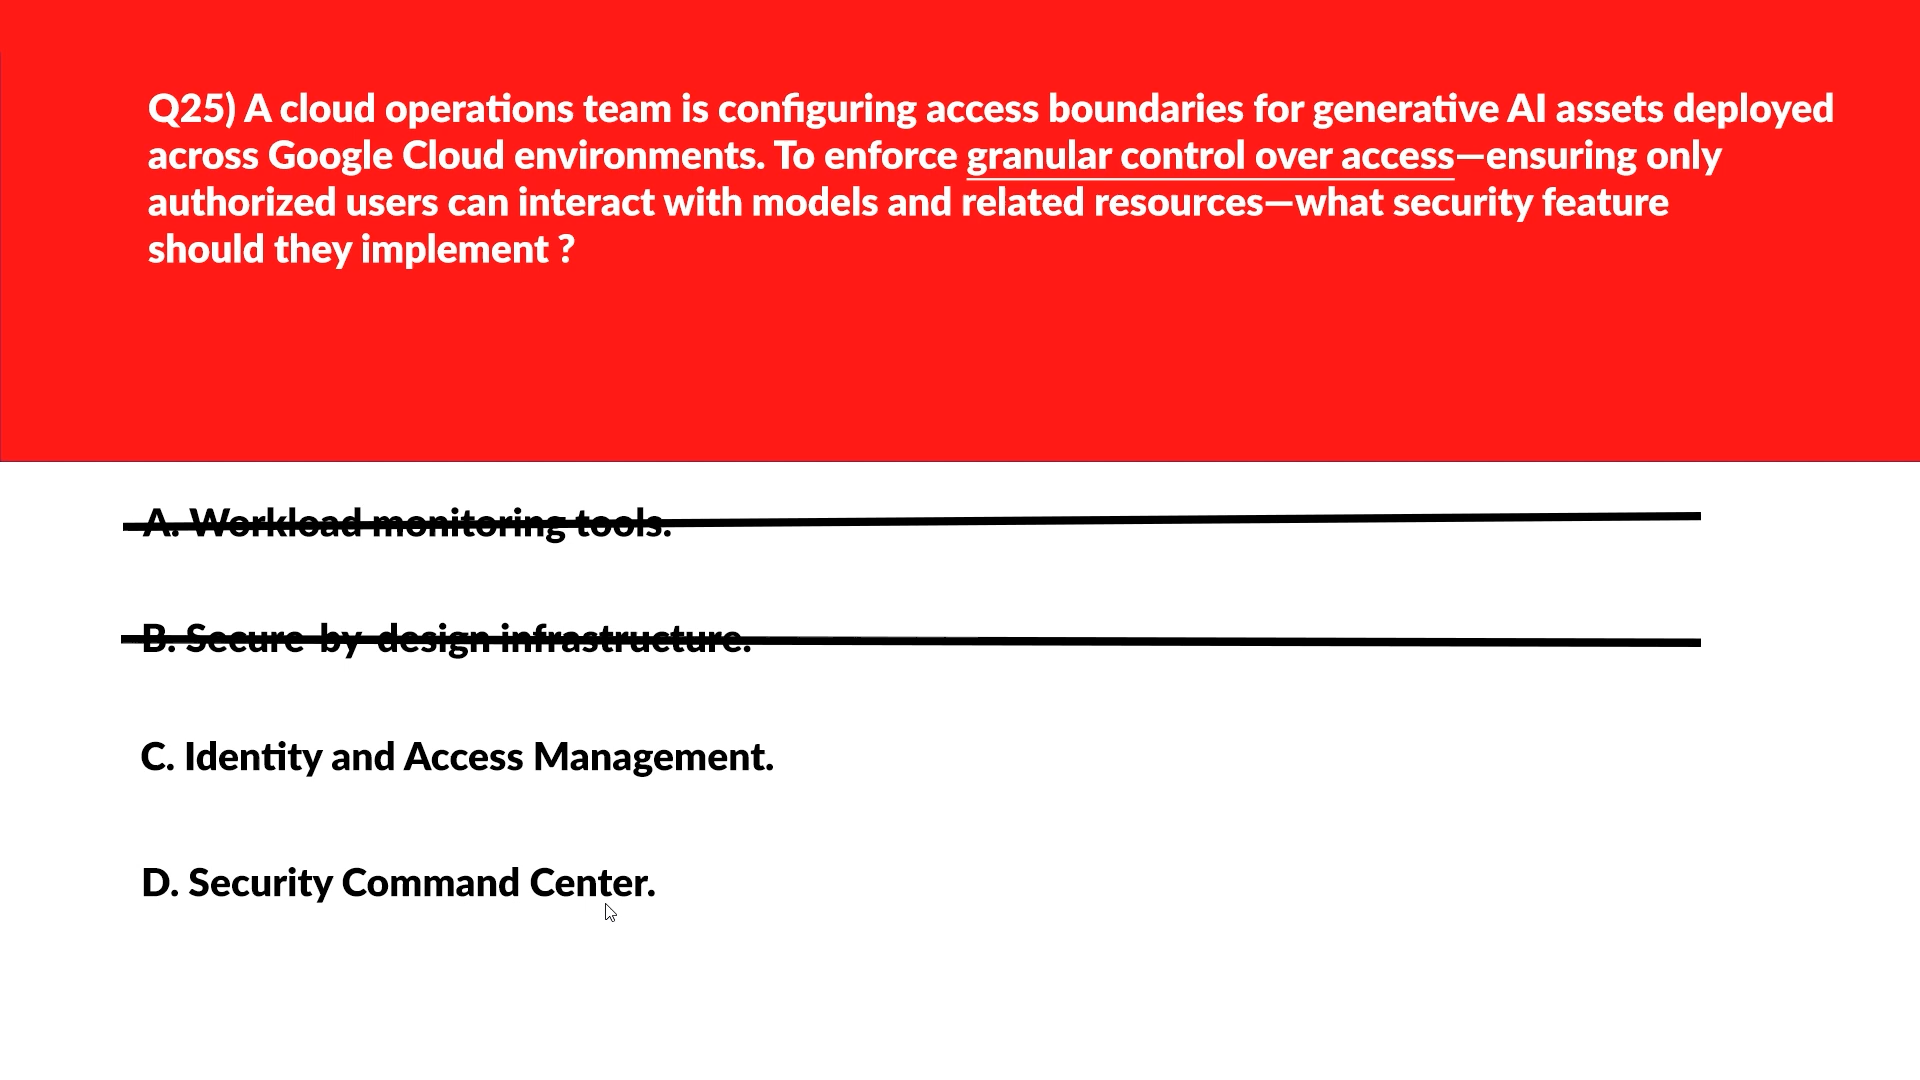 Q25) A cloud operations team is configuring access boundaries for generative AI assets deployed
across Google Cloud environments. To enforce granular control over access—ensuring only
authorized users can interact with models and related resources—what security feature
should they implement ?
A. Workload monitoring tools.
B. Secure-by-design infrastructure.
C. Identity and Access Management.
D. Security Command Center.